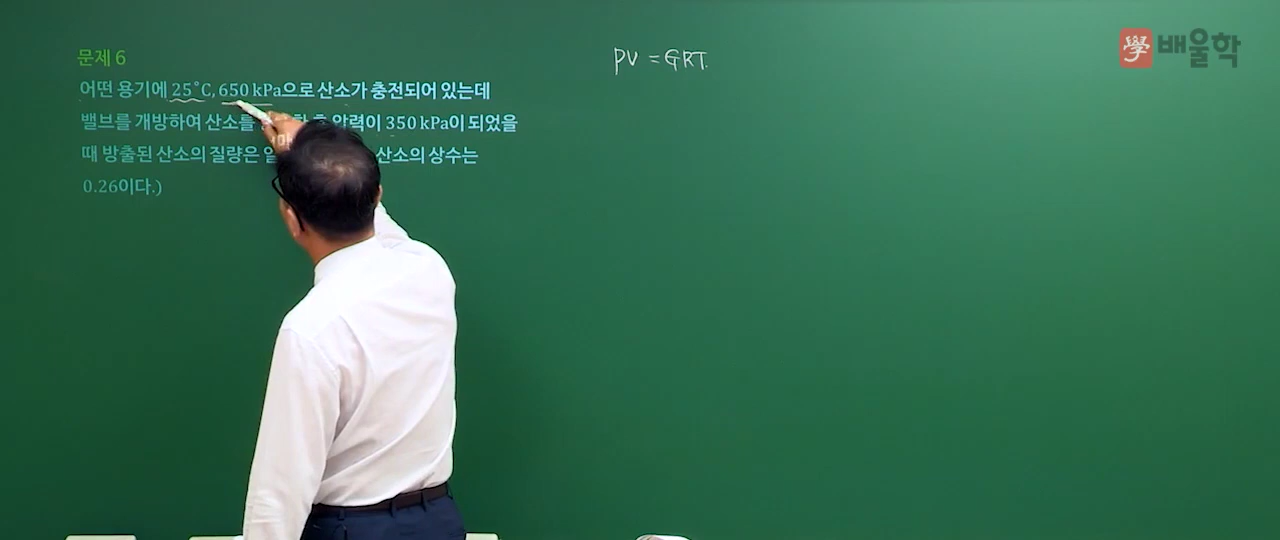 문제 6
어떤 용기에 25°C, 650 kPa으로 산소가 충전되어 있는데
밸브를 개방하여 산소를 후 압력이 350 kPa이 되었을
때 방출된 산소의 질량은 산소의 상수는
0.26이다.)
PV = GRT.
學 배울학